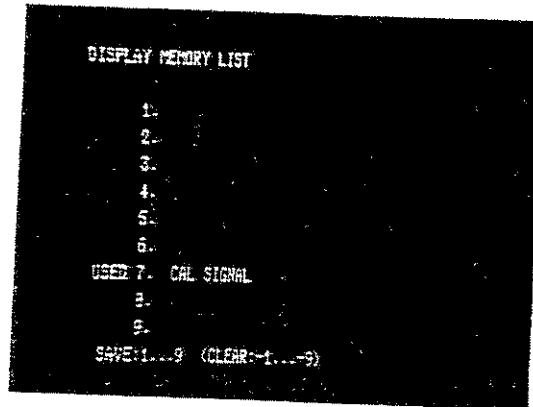 DISPLAY MEMORY LIST
1.
2.
3.
4.
5.
6.
USED 7. CAL SIGNAL
8.
9.
SAVE:1...9 (CLEAR:-1...-9)